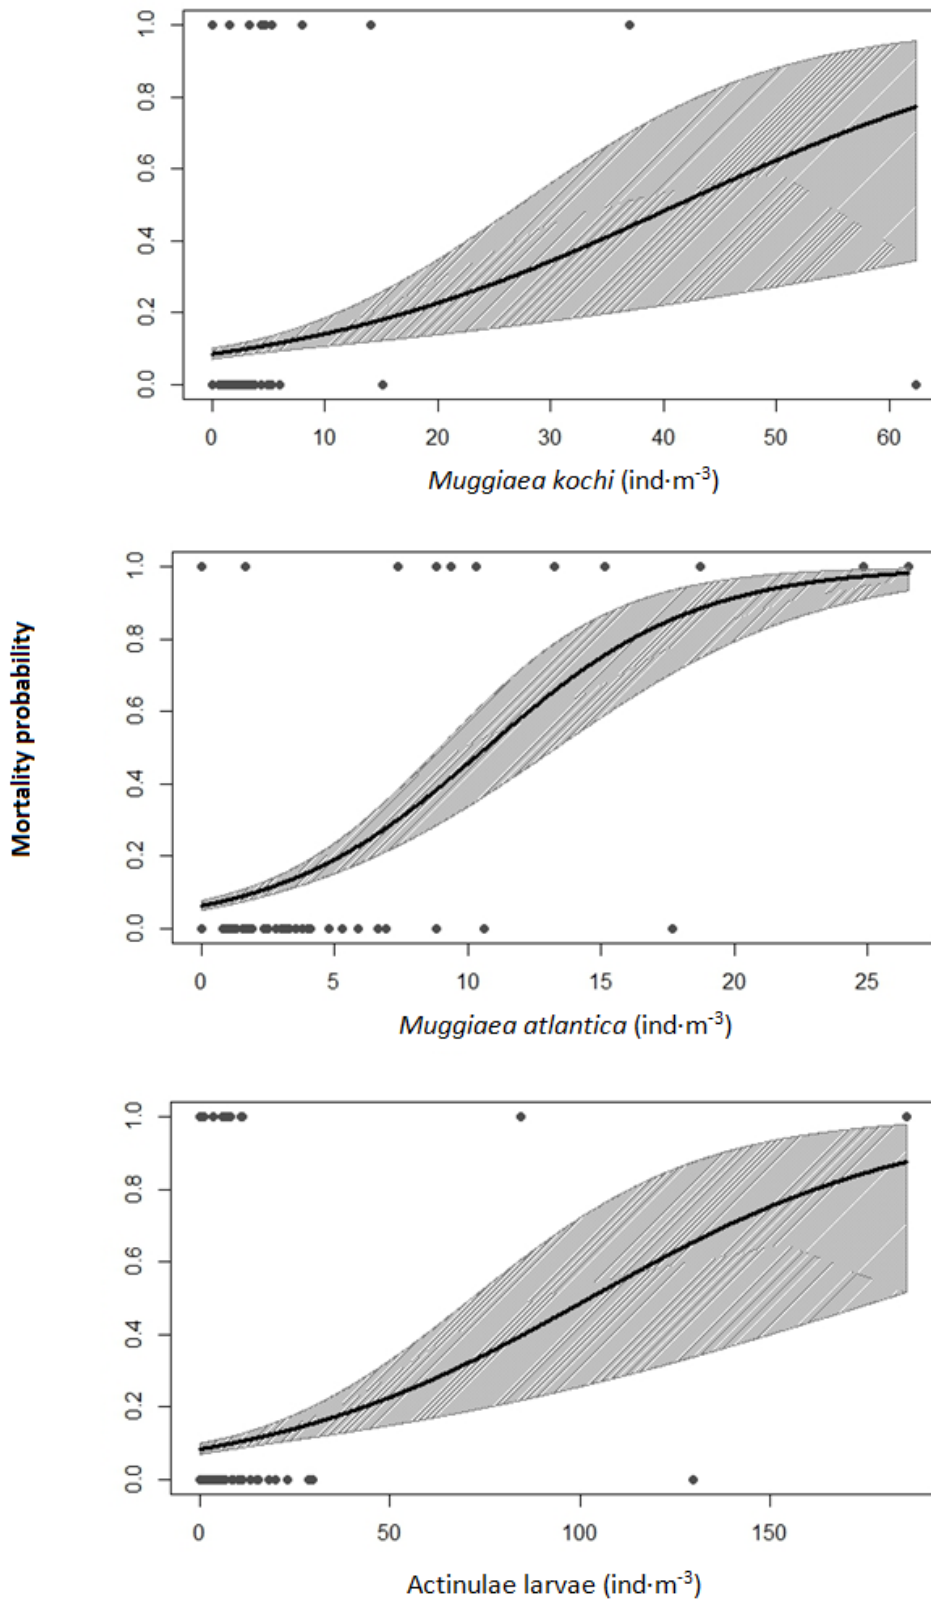 1.0
0.8
0.6
0.4
0.2
0.0
0 10 20 30 40 50 60
Muggiaea kochi (ind·m-3)
Mortality probability
1.0
0.8
0.6
0.4
0.2
0.0
0 5 10 15 20 25
Muggiaea atlantica (ind·m-3)
1.0
0.8
0.6
0.4
0.2
0.0
0 50 100 150
Actinulae larvae (ind·m-3)